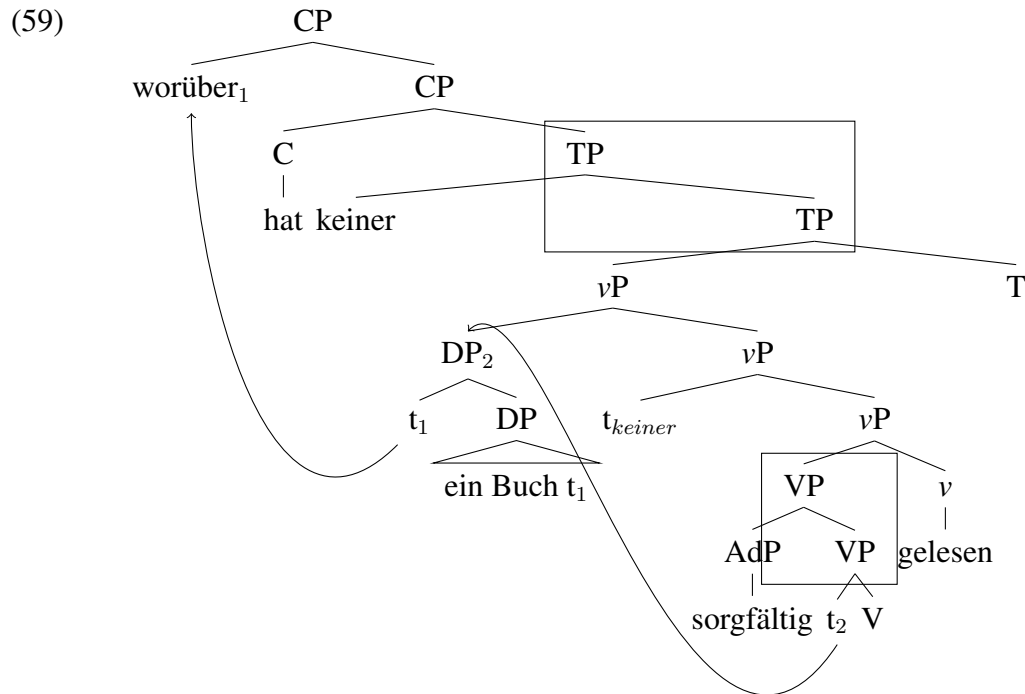 (59) CP
worüber₁ CP
C TP
hat keiner TP
vP T
DP₂ vP
t₁ DP tₖₑᵢₙₑᵣ vP
ein Buch t₁ VP v
AdP VP gelesen
sorgfältig t₂ V